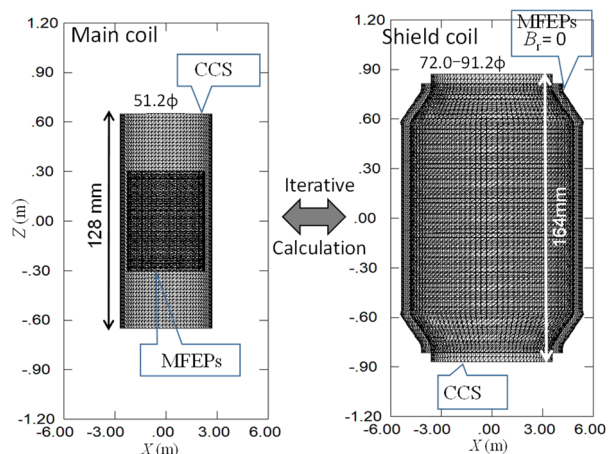 Main coil
1.20
.90
.60
.30
.00
-.30
-.60
-.90
-1.20
Z (m)
-6.00 -3.00 .00 3.00 6.00
X (m)
CCS
51.2ϕ
128 mm
MFEPs
Iterative
Calculation
Shield coil
MFEPs
Br= 0
72.0−91.2ϕ
1.20
.90
.60
.30
.00
-.30
-.60
-.90
-1.20
164mm
CCS
-6.00 -3.00 .00 3.00 6.00
X (m)